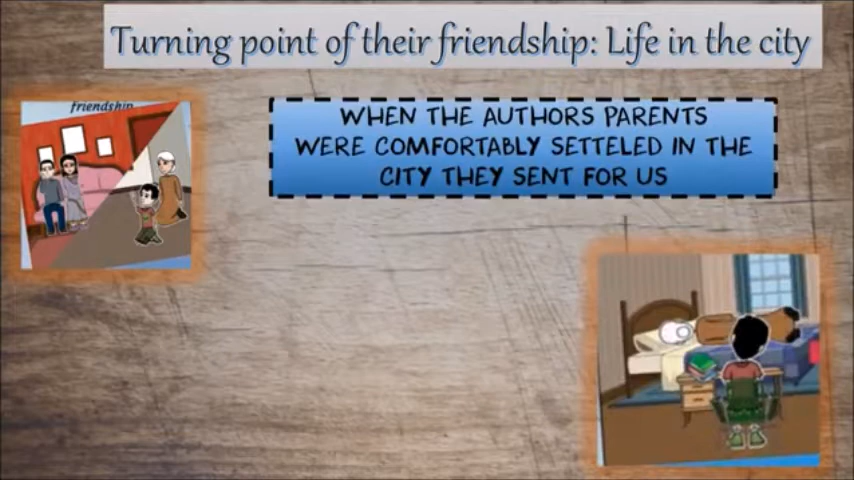 Turning point of their friendship: Life in the city
friendship
WHEN THE AUTHORS PARENTS
WERE COMFORTABLY SETTELED IN THE
CITY THEY SENT FOR US